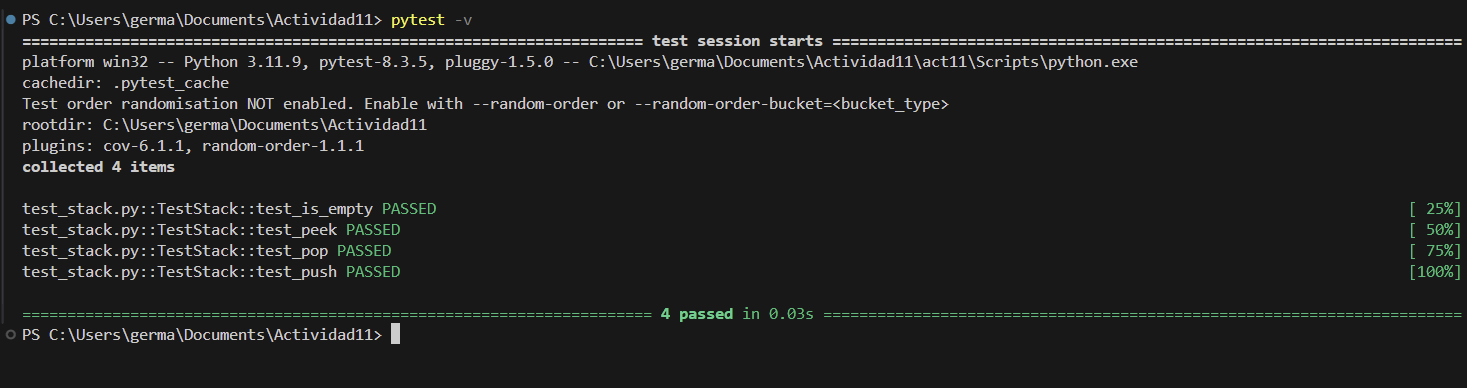 PS C:\Users\germa\Documents\Actividad11> pytest -v
===================================================================== test session starts ======================================================================
platform win32 -- Python 3.11.9, pytest-8.3.5, pluggy-1.5.0 -- C:\Users\germa\Documents\Actividad11\act11\Scripts\python.exe
cachedir: .pytest_cache
Test order randomisation NOT enabled. Enable with --random-order or --random-order-bucket=<bucket_type>
rootdir: C:\Users\germa\Documents\Actividad11
plugins: cov-6.1.1, random-order-1.1.1
collected 4 items
test_stack.py::TestStack::test_is_empty PASSED [ 25%]
test_stack.py::TestStack::test_peek PASSED [ 50%]
test_stack.py::TestStack::test_pop PASSED [ 75%]
test_stack.py::TestStack::test_push PASSED [100%]
====================================================================== 4 passed in 0.03s =======================================================================
PS C:\Users\germa\Documents\Actividad11>